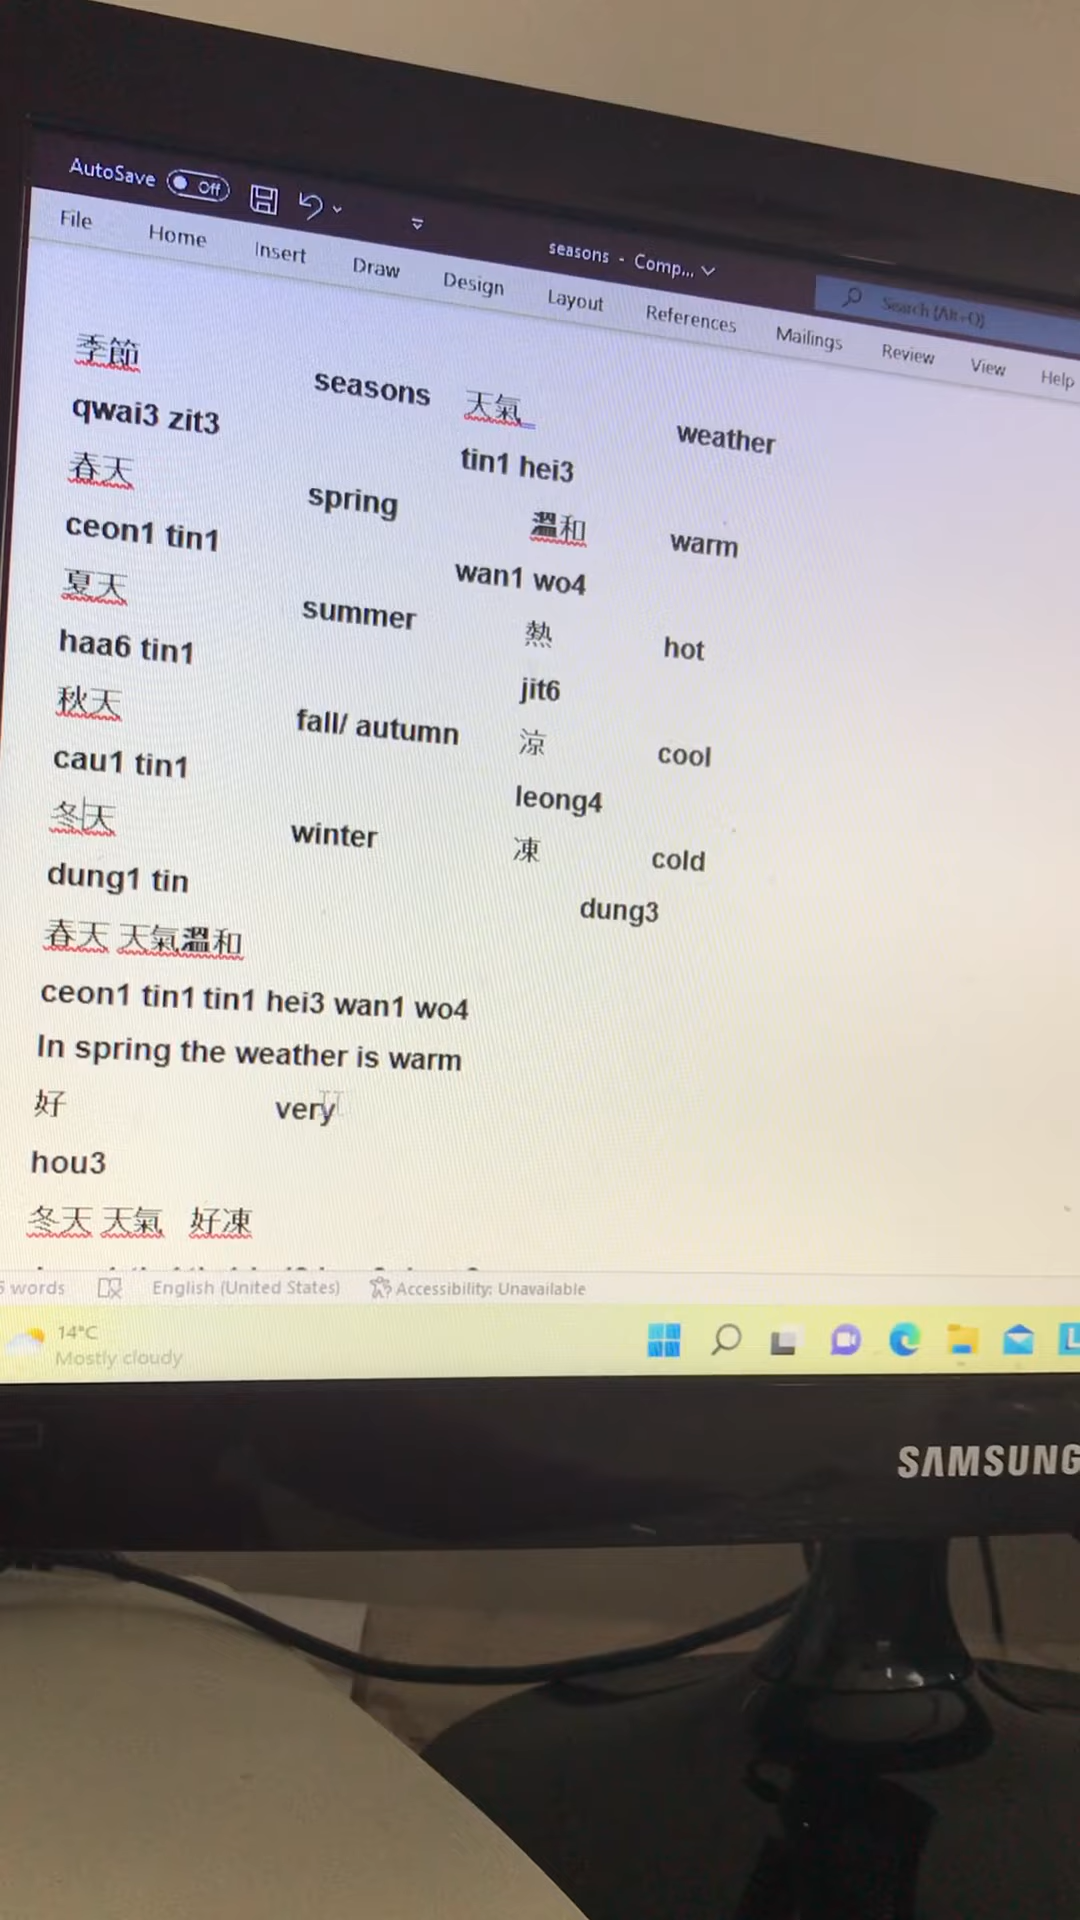 AutoSave Off
seasons - Comp...
Search (Alt+Q)
File Home Insert Draw Design Layout References Mailings Review View Help
季節 seasons 天氣 weather
qwai3 zit3 tin1 hei3
春天 spring 溫和 warm
ceon1 tin1 wan1 wo4
夏天 summer 熱 hot
haa6 tin1 jit6
秋天 fall/ autumn 涼 cool
cau1 tin1 leong4
冬天 winter 凍 cold
dung1 tin dung3
春天 天氣溫和
ceon1 tin1 tin1 hei3 wan1 wo4
In spring the weather is warm
好 very
hou3
冬天 天氣 好凍
words English (United States) Accessibility: Unavailable
14°C
Mostly cloudy
SAMSUNG